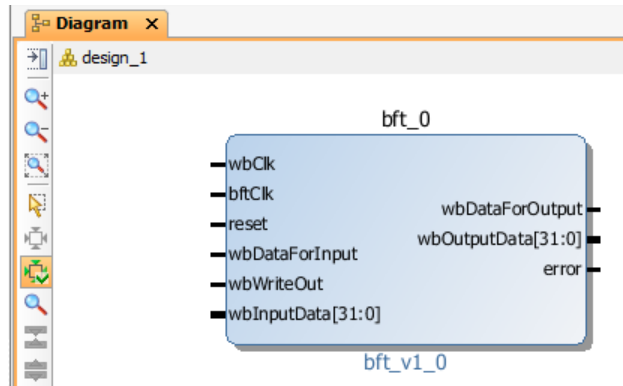 Diagram
design_1
bft_0
wbClk
bftClk
reset
wbDataForInput
wbWriteOut
wbInputData[31:0]
wbDataForOutput
wbOutputData[31:0]
error
bft_v1_0